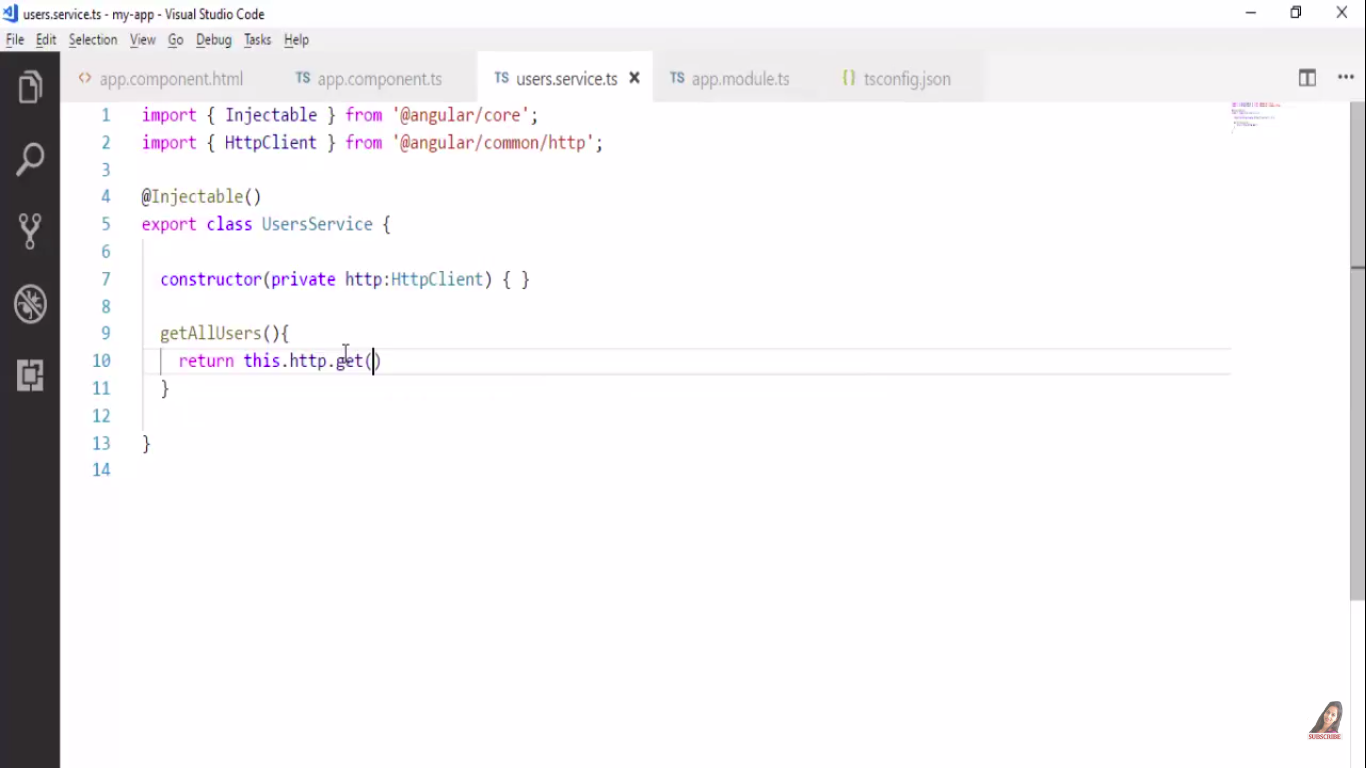 users.service.ts - my-app - Visual Studio Code
File Edit Selection View Go Debug Tasks Help
<> app.component.html TS app.component.ts TS users.service.ts × TS app.module.ts {} tsconfig.json
1 import { Injectable } from '@angular/core';
2 import { HttpClient } from '@angular/common/http';
3
4 @Injectable()
5 export class UsersService {
6
7 constructor(private http:HttpClient) { }
8
9 getAllUsers(){
10 return this.http.get()
11 }
12
13 }
14
SUBSCRIBE